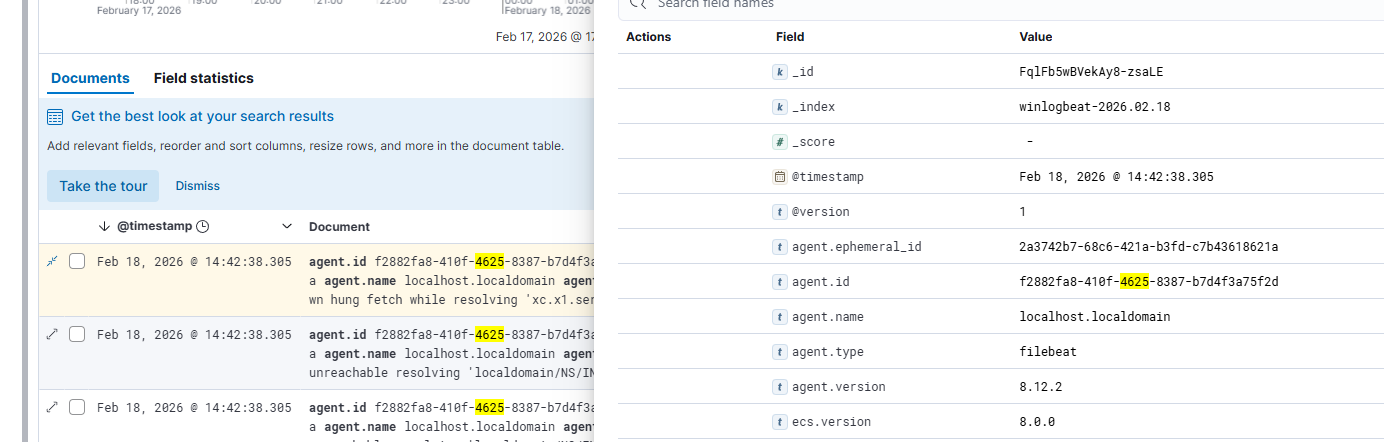 18:00 19:00 20:00 21:00 22:00 23:00 00:00 01:00
February 17, 2026 February 18, 2026
Feb 17, 2026 @ 17
Documents Field statistics
Get the best look at your search results
Add relevant fields, reorder and sort columns, resize rows, and more in the document table.
Take the tour Dismiss
@timestamp Document
Feb 18, 2026 @ 14:42:38.305 agent.id f2882fa8-410f-4625-8387-b7d4f3a
a agent.name localhost.localdomain agen
wn hung fetch while resolving 'xc.x1.ser
Feb 18, 2026 @ 14:42:38.305 agent.id f2882fa8-410f-4625-8387-b7d4f3a
a agent.name localhost.localdomain agen
unreachable resolving 'localdomain/NS/IN
Feb 18, 2026 @ 14:42:38.305 agent.id f2882fa8-410f-4625-8387-b7d4f3a
a agent.name localhost.localdomain agen
Search field names
Actions Field Value
k _id FqlFb5wBVekAy8-zsaLE
k _index winlogbeat-2026.02.18
# _score -
@timestamp Feb 18, 2026 @ 14:42:38.305
t @version 1
t agent.ephemeral_id 2a3742b7-68c6-421a-b3fd-c7b43618621a
t agent.id f2882fa8-410f-4625-8387-b7d4f3a75f2d
t agent.name localhost.localdomain
t agent.type filebeat
t agent.version 8.12.2
t ecs.version 8.0.0